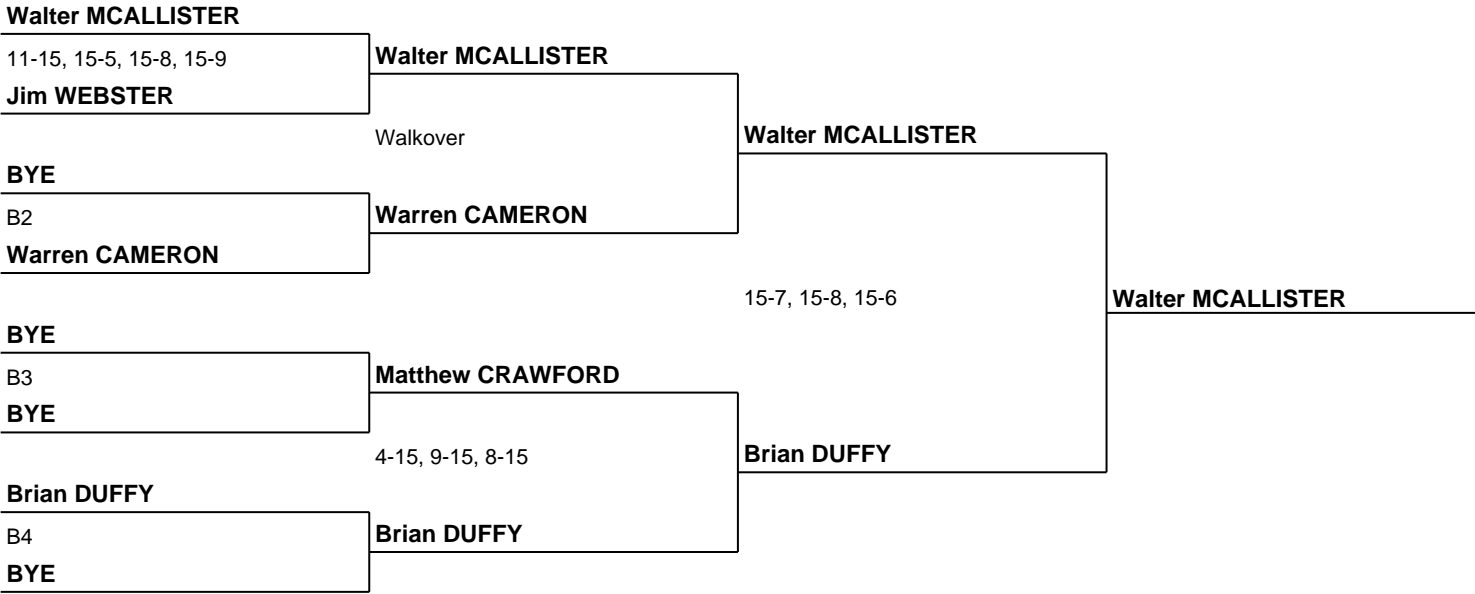 Walter MCALLISTER
11-15, 15-5, 15-8, 15-9
Jim WEBSTER
BYE
B2
Warren CAMERON
BYE
B3
BYE
Brian DUFFY
B4
BYE
Walter MCALLISTER
Walkover
Warren CAMERON
Matthew CRAWFORD
4-15, 9-15, 8-15
Brian DUFFY
Walter MCALLISTER
15-7, 15-8, 15-6
Brian DUFFY
Walter MCALLISTER